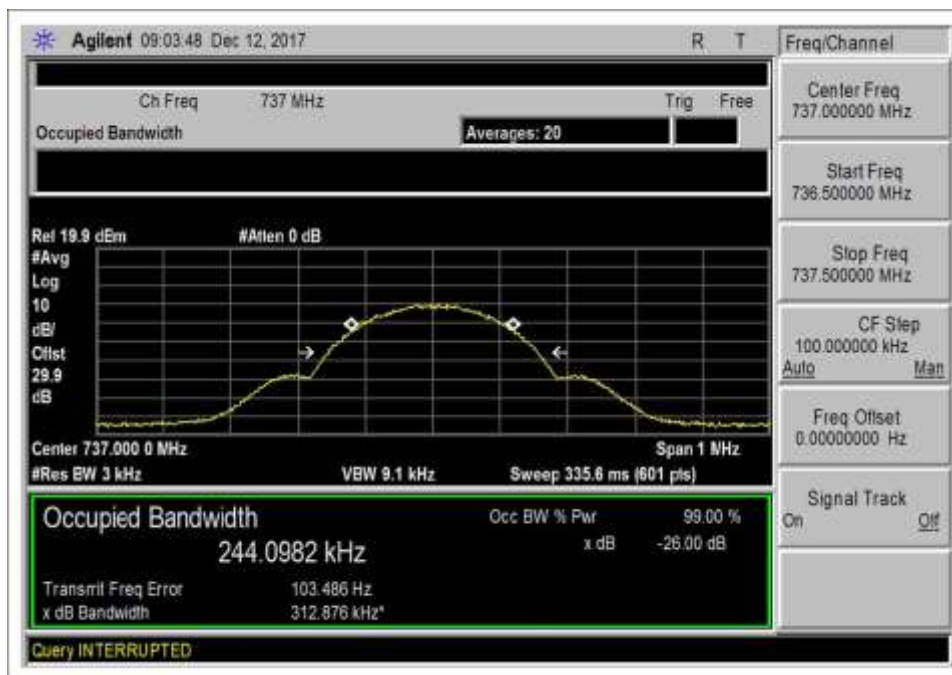 Agilent 09:03:48 Dec 12, 2017 R T
Freq/Channel
Ch Freq 737 MHz Trig Free
Occupied Bandwidth Averages: 20
Center Freq
737.000000 MHz
Start Freq
736.500000 MHz
Stop Freq
737.500000 MHz
CF Step
100.000000 kHz
Auto Man
Freq Offset
0.00000000 Hz
Signal Track
On Off
Ref 19.9 dBm #Atten 0 dB
#Avg
Log
10
dB/
Offst
29.9
dB
Center 737.000 0 MHz Span 1 MHz
#Res BW 3 kHz VBW 9.1 kHz Sweep 335.6 ms (601 pts)
Occupied Bandwidth Occ BW % Pwr 99.00 %
244.0982 kHz x dB -26.00 dB
Transmit Freq Error 103.486 Hz
x dB Bandwidth 312.876 kHz*
Query INTERRUPTED